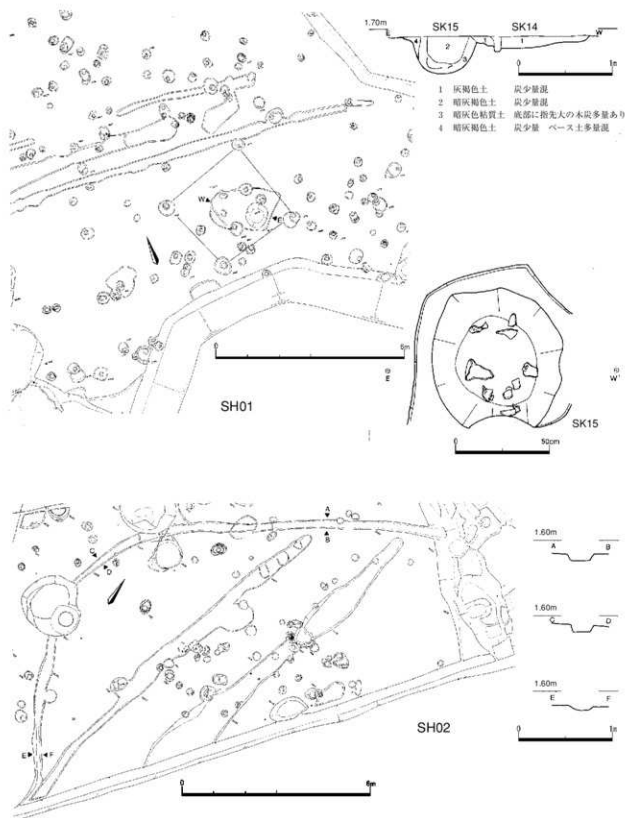 SK15 SK14
1.70m W
4 2 3 1 1
0 1m
1 灰褐色土 炭少量混
2 暗灰褐色土 炭少量混
3 暗灰色粘質土 底部に指先大の木炭多量あり
4 暗灰褐色土 炭少量 ベース土多量混
W
E
0
E
W'
SH01
SK15
0 50cm
A
B
C
D
1.60m
A B
1.60m
C D
1.60m
E F
E F
SH02
0
0 1m